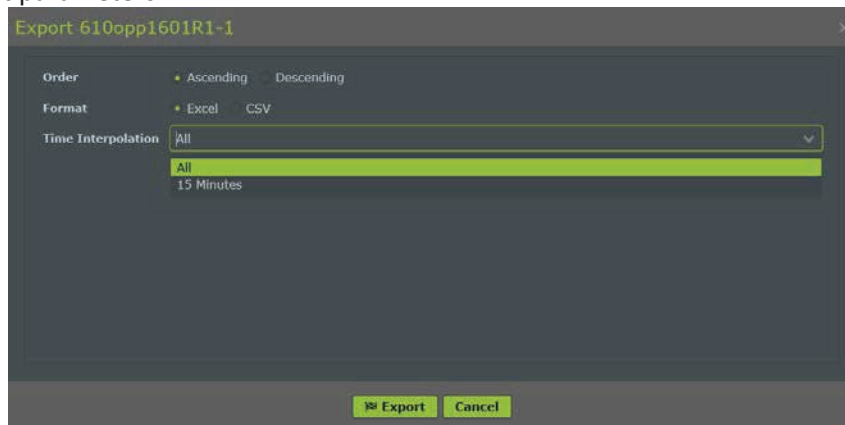 Export 610opp1601R1-1
Order Ascending Descending
Format Excel CSV
Time Interpolation All
All
15 Minutes
Export Cancel